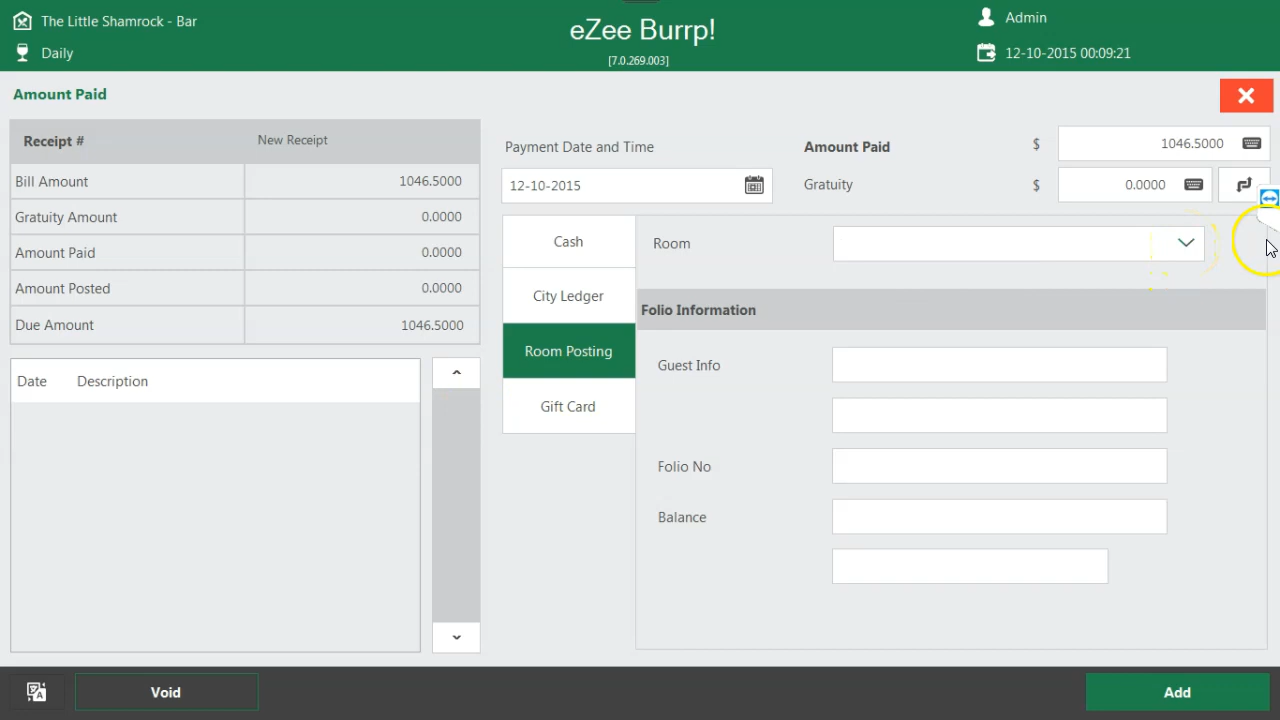 The Little Shamrock - Bar
Daily
eZee Burrp!
[7.0.269.003]
Admin
12-10-2015 00:09:21
Amount Paid
Receipt # New Receipt
Bill Amount 1046.5000
Gratuity Amount 0.0000
Amount Paid 0.0000
Amount Posted 0.0000
Due Amount 1046.5000
Date Description
Payment Date and Time
12-10-2015
Amount Paid $ 1046.5000
Gratuity $ 0.0000
Cash
City Ledger
Room Posting
Gift Card
Room
Folio Information
Guest Info
Folio No
Balance
Void
Add